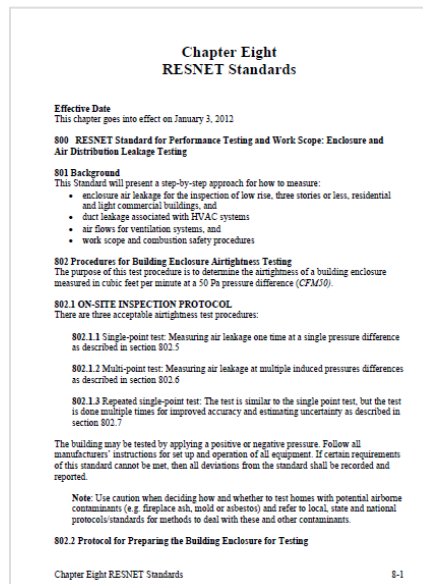 Chapter Eight
RESNET Standards
Effective Date
This chapter goes into effect on January 3, 2012
800 RESNET Standard for Performance Testing and Work Scope: Enclosure and
Air Distribution Leakage Testing
801 Background
This Standard will present a step-by-step approach for how to measure:
• enclosure air leakage for the inspection of low rise, three stories or less, residential
and light commercial buildings, and
• duct leakage associated with HVAC systems
• air flows for ventilation systems, and
• work scope and combustion safety procedures
802 Procedures for Building Enclosure Airtightness Testing
The purpose of this test procedure is to determine the airtightness of a building enclosure
measured in cubic feet per minute at a 50 Pa pressure difference (CFM50).
802.1 ON-SITE INSPECTION PROTOCOL
There are three acceptable airtightness test procedures:
802.1.1 Single-point test: Measuring air leakage one time at a single pressure difference
as described in section 802.5
802.1.2 Multi-point test: Measuring air leakage at multiple induced pressures differences
as described in section 802.6
802.1.3 Repeated single-point test: The test is similar to the single point test, but the test
is done multiple times for improved accuracy and estimating uncertainty as described in
section 802.7
The building may be tested by applying a positive or negative pressure. Follow all
manufacturers' instructions for set up and operation of all equipment. If certain requirements
of this standard cannot be met, then all deviations from the standard shall be recorded and
reported.
Note: Use caution when deciding how and whether to test homes with potential airborne
contaminants (e.g. fireplace ash, mold or asbestos) and refer to local, state and national
protocols/standards for methods to deal with these and other contaminants.
802.2 Protocol for Preparing the Building Enclosure for Testing
Chapter Eight RESNET Standards 8-1